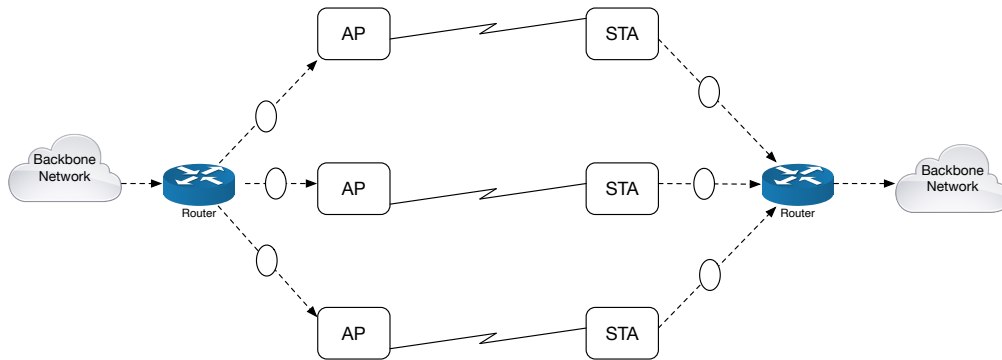 AP
STA
Backbone
Network
Router
AP
STA
Router
Backbone
Network
AP
STA